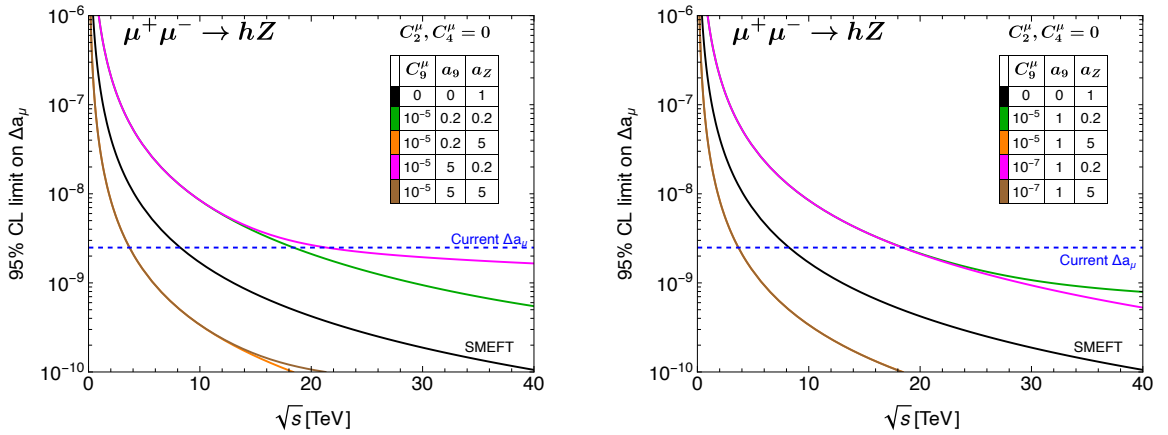 μ⁺μ⁻ → hZ
C₂^μ, C₄^μ = 0
C₉^μ a₉ a_Z
0 0 1
10⁻⁵ 0.2 0.2
10⁻⁵ 0.2 5
10⁻⁵ 5 0.2
10⁻⁵ 5 5
Current Δa_μ
SMEFT
95% CL limit on Δa_μ
10⁻⁶
10⁻⁷
10⁻⁸
10⁻⁹
10⁻¹⁰
0 10 20 30 40
√s [TeV]
μ⁺μ⁻ → hZ
C₂^μ, C₄^μ = 0
C₉^μ a₉ a_Z
0 0 1
10⁻⁵ 1 0.2
10⁻⁵ 1 5
10⁻⁷ 1 0.2
10⁻⁷ 1 5
Current Δa_μ
SMEFT
95% CL limit on Δa_μ
10⁻⁶
10⁻⁷
10⁻⁸
10⁻⁹
10⁻¹⁰
0 10 20 30 40
√s [TeV]